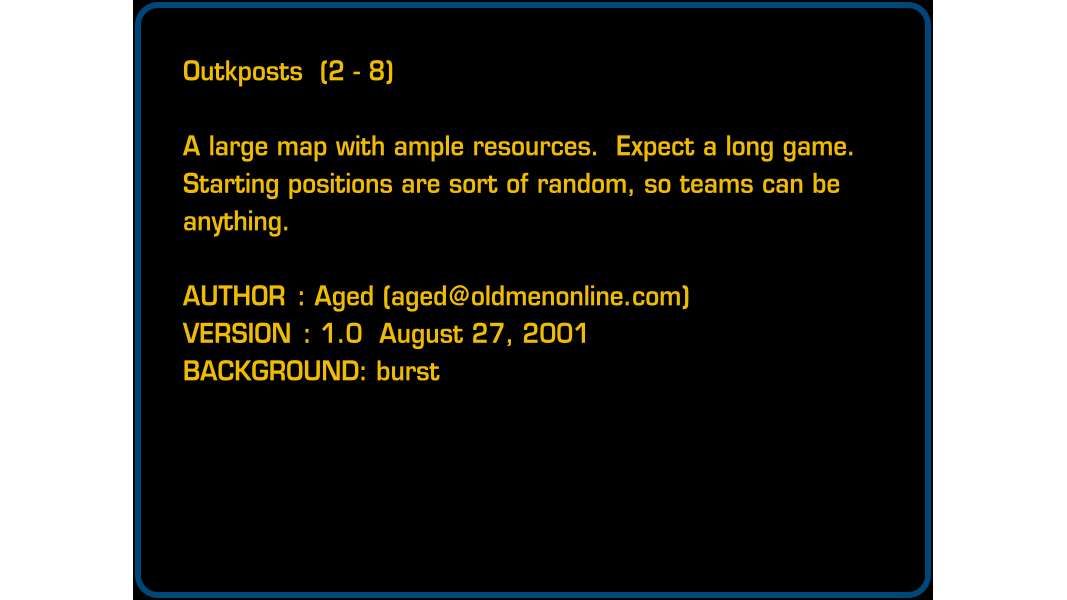 Outkposts  (2 - 8)
A large map with ample resources.  Expect a long game.
Starting positions are sort of random, so teams can be
anything.
AUTHOR  : Aged (aged@oldmenonline.com)
VERSION  : 1.0  August 27, 2001
BACKGROUND: burst